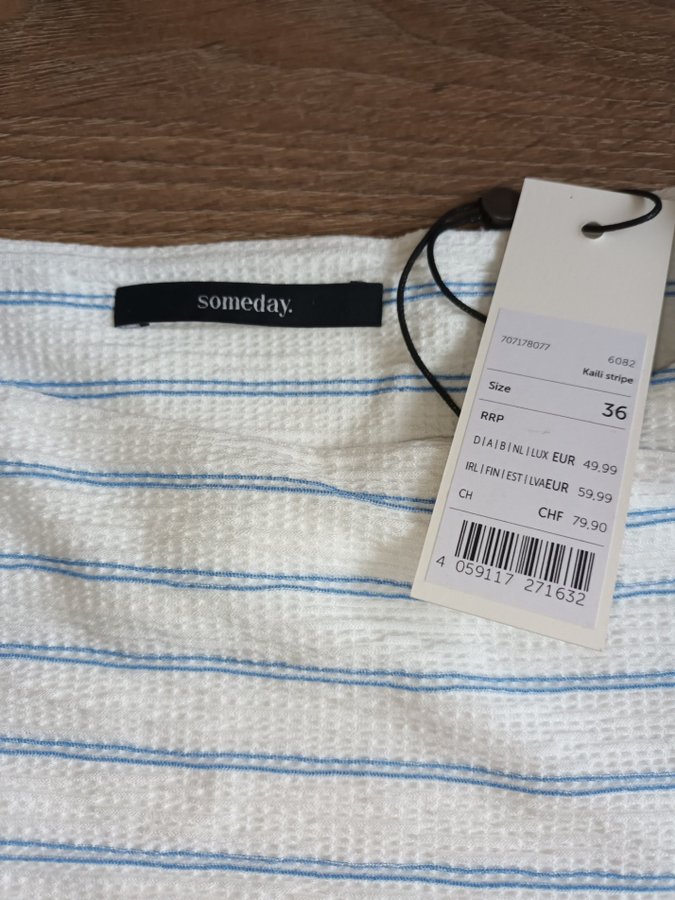 someday.
707178077
6082
Kaili stripe
Size 36
RRP
D|A|B|NL|LUX EUR 49,99
IRL|FIN|EST|LVAEUR 59,99
CH CHF 79,90
4 059117 271632